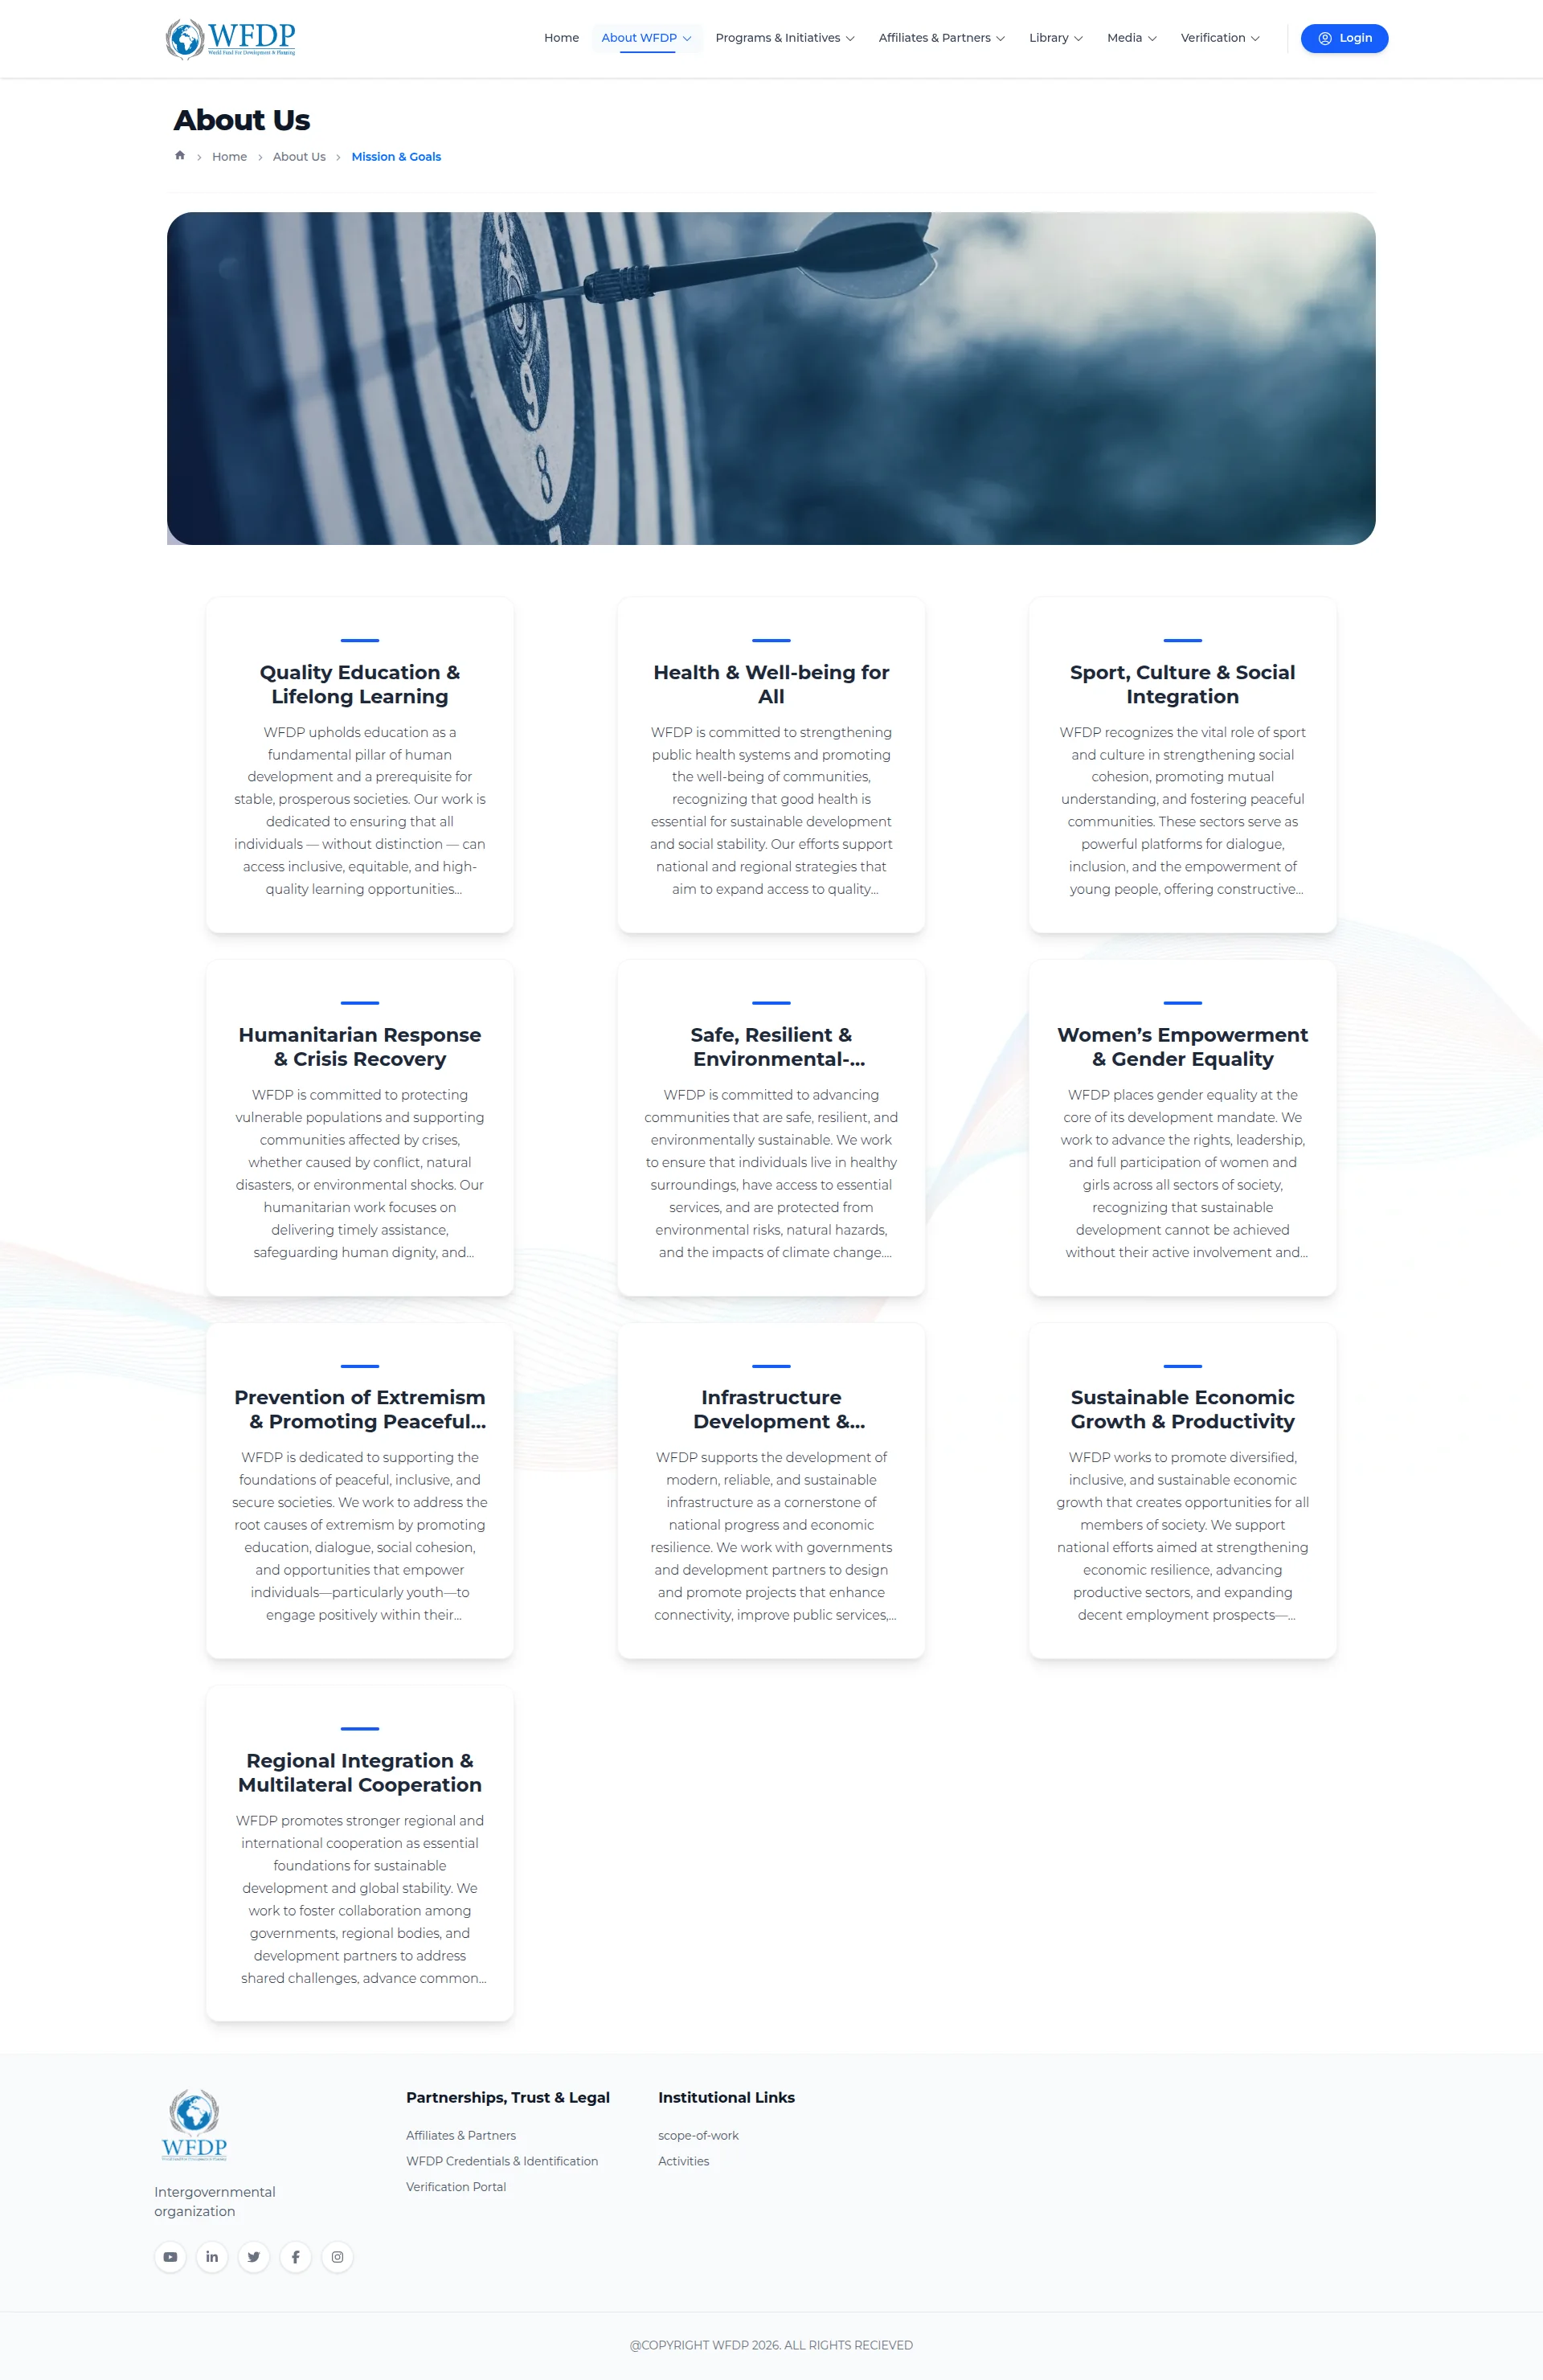 WFDP
World Fund For Development & Planning
Home
About WFDP
Programs & Initiatives
Affiliates & Partners
Library
Media
Verification
Login
About Us
Home
About Us
Mission & Goals
6
8
Quality Education &
Lifelong Learning
WFDP upholds education as a
fundamental pillar of human
development and a prerequisite for
stable, prosperous societies. Our work is
dedicated to ensuring that all
individuals — without distinction — can
access inclusive, equitable, and high-
quality learning opportunities...
Health & Well-being for
All
WFDP is committed to strengthening
public health systems and promoting
the well-being of communities,
recognizing that good health is
essential for sustainable development
and social stability. Our efforts support
national and regional strategies that
aim to expand access to quality...
Sport, Culture & Social
Integration
WFDP recognizes the vital role of sport
and culture in strengthening social
cohesion, promoting mutual
understanding, and fostering peaceful
communities. These sectors serve as
powerful platforms for dialogue,
inclusion, and the empowerment of
young people, offering constructive...
Humanitarian Response
& Crisis Recovery
WFDP is committed to protecting
vulnerable populations and supporting
communities affected by crises,
whether caused by conflict, natural
disasters, or environmental shocks. Our
humanitarian work focuses on
delivering timely assistance,
safeguarding human dignity, and...
Safe, Resilient &
Environmental-...
WFDP is committed to advancing
communities that are safe, resilient, and
environmentally sustainable. We work
to ensure that individuals live in healthy
surroundings, have access to essential
services, and are protected from
environmental risks, natural hazards,
and the impacts of climate change....
Women’s Empowerment
& Gender Equality
WFDP places gender equality at the
core of its development mandate. We
work to advance the rights, leadership,
and full participation of women and
girls across all sectors of society,
recognizing that sustainable
development cannot be achieved
without their active involvement and...
Prevention of Extremism
& Promoting Peaceful...
WFDP is dedicated to supporting the
foundations of peaceful, inclusive, and
secure societies. We work to address the
root causes of extremism by promoting
education, dialogue, social cohesion,
and opportunities that empower
individuals—particularly youth—to
engage positively within their...
Infrastructure
Development &...
WFDP supports the development of
modern, reliable, and sustainable
infrastructure as a cornerstone of
national progress and economic
resilience. We work with governments
and development partners to design
and promote projects that enhance
connectivity, improve public services,...
Sustainable Economic
Growth & Productivity
WFDP works to promote diversified,
inclusive, and sustainable economic
growth that creates opportunities for all
members of society. We support
national efforts aimed at strengthening
economic resilience, advancing
productive sectors, and expanding
decent employment prospects—...
Regional Integration &
Multilateral Cooperation
WFDP promotes stronger regional and
international cooperation as essential
foundations for sustainable
development and global stability. We
work to foster collaboration among
governments, regional bodies, and
development partners to address
shared challenges, advance common...
WFDP
Intergovernmental
organization
Partnerships, Trust & Legal
Affiliates & Partners
WFDP Credentials & Identification
Verification Portal
Institutional Links
scope-of-work
Activities
@COPYRIGHT WFDP 2026. ALL RIGHTS RECIEVED